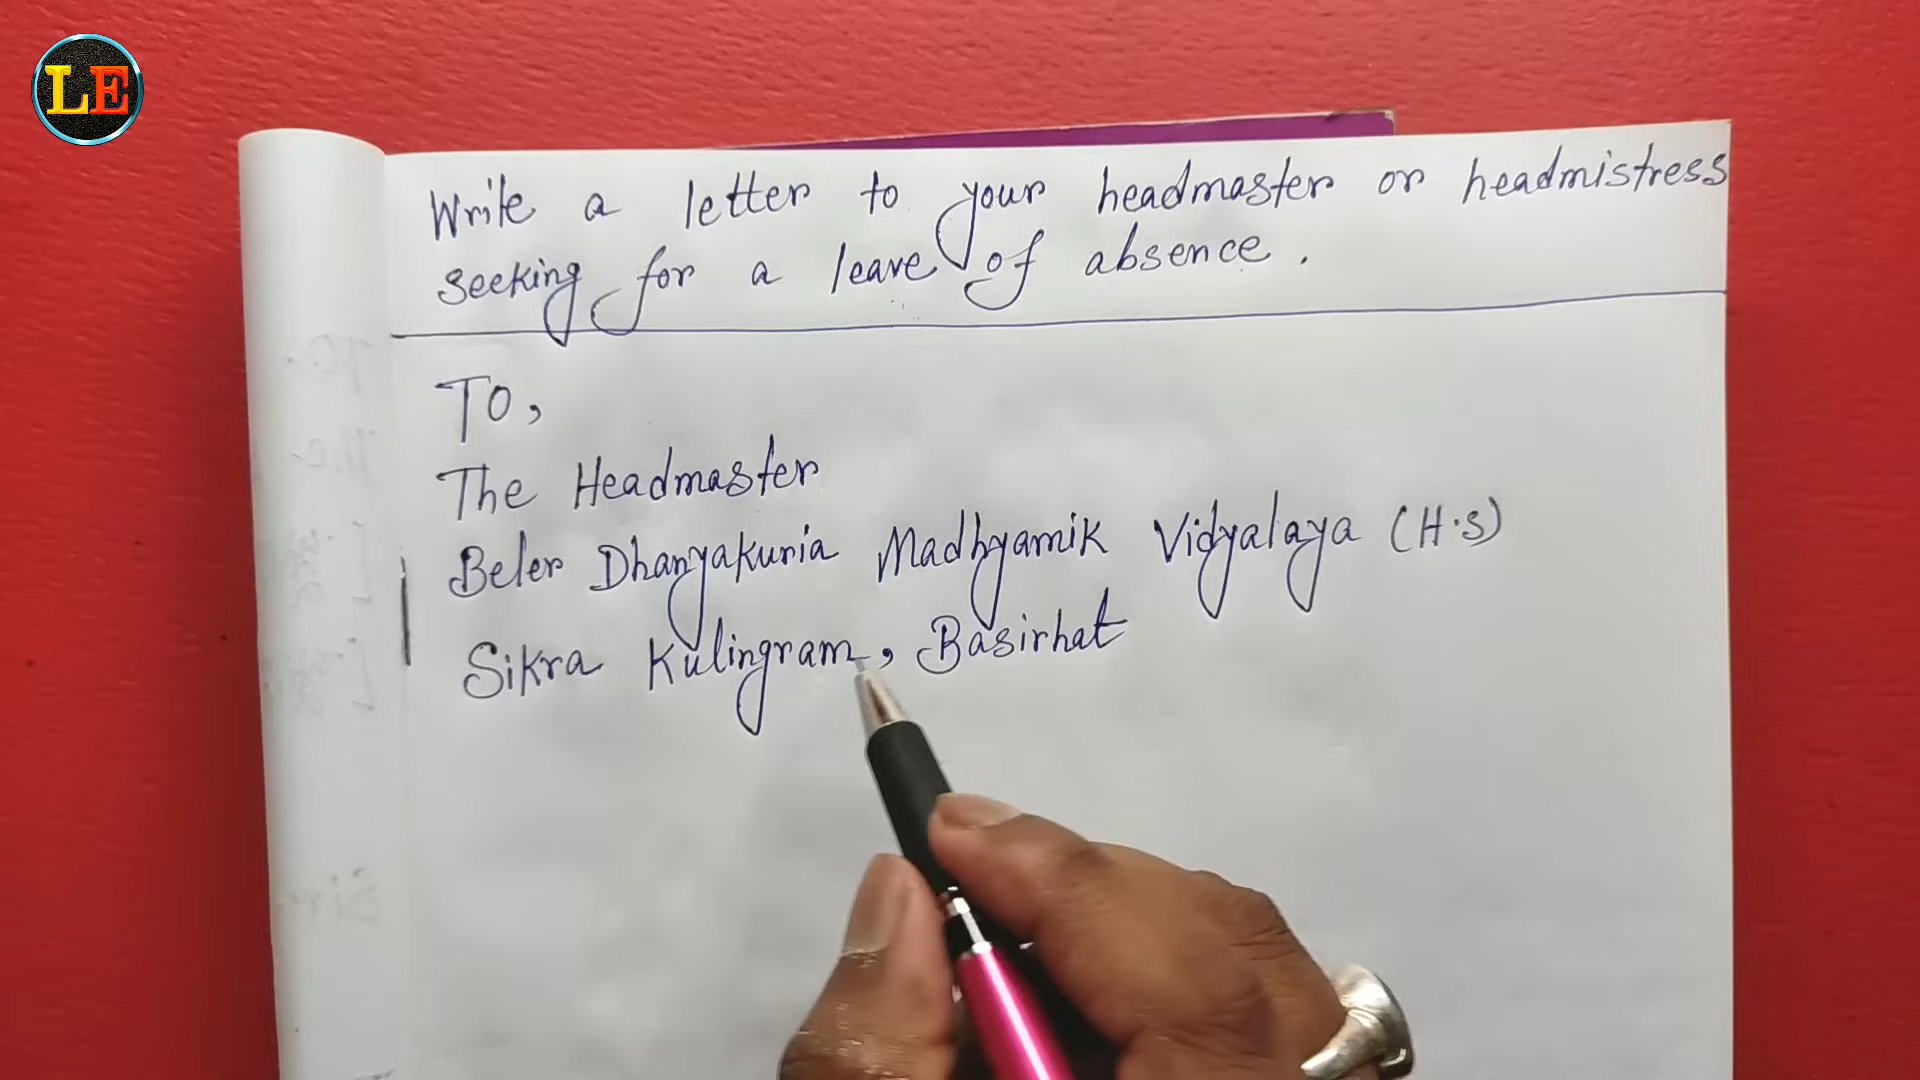 LE
Write a letter to your headmaster or headmistress
seeking for a leave of absence.
To,
The Headmaster
Beler Dhanyakuria Madhyamik Vidyalaya (H.S)
Sikra Kulingram, Basirhat